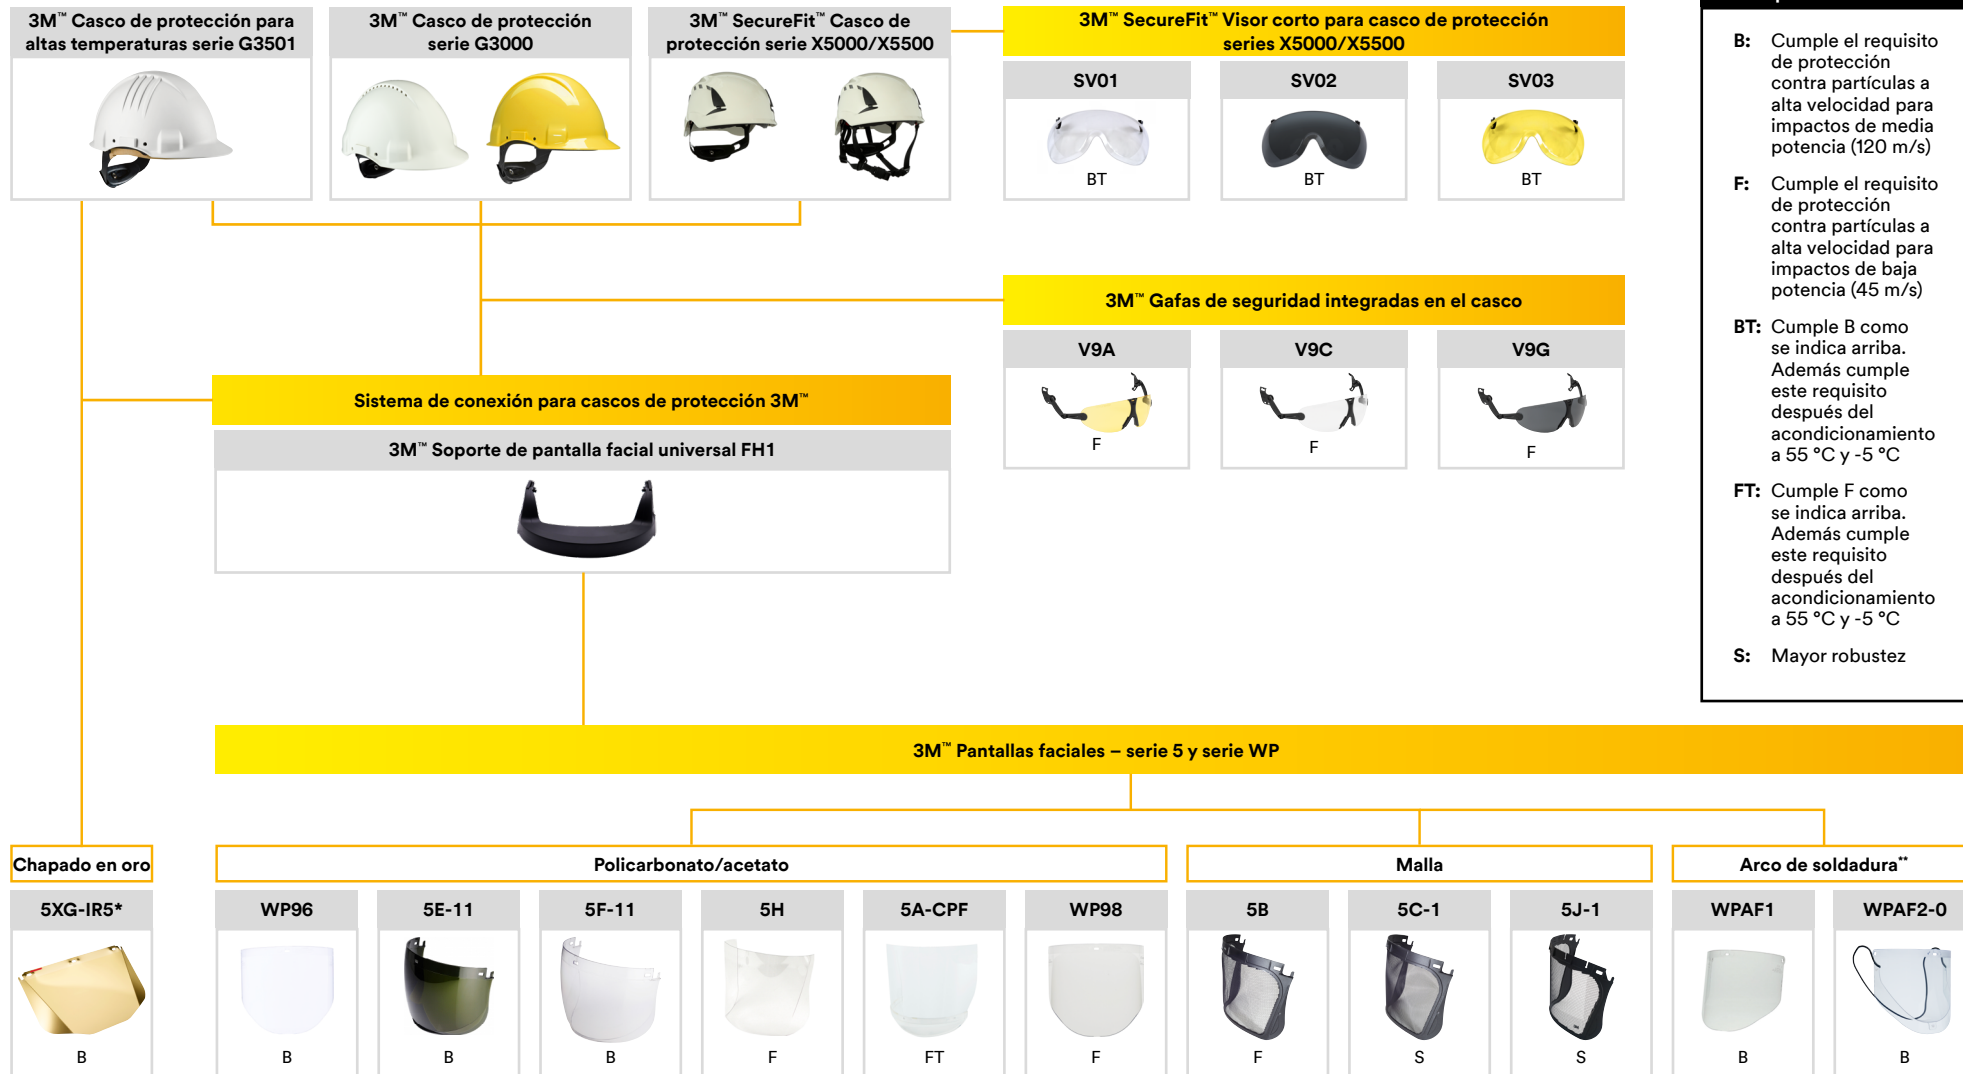 3M™ Casco de protección para
altas temperaturas serie G3501
3M™ Casco de protección
serie G3000
3M™ SecureFit™ Casco de
protección serie X5000/X5500
3M™ SecureFit™ Visor corto para casco de protección
series X5000/X5500
SV01
SV02
SV03
BT
BT
BT
B: Cumple el requisito
de protección
contra partículas a
alta velocidad para
impactos de media
potencia (120 m/s)
F: Cumple el requisito
de protección
contra partículas a
alta velocidad para
impactos de baja
potencia (45 m/s)
BT: Cumple B como
se indica arriba.
Además cumple
este requisito
después del
acondicionamiento
a 55 °C y -5 °C
FT: Cumple F como
se indica arriba.
Además cumple
este requisito
después del
acondicionamiento
a 55 °C y -5 °C
S: Mayor robustez
3M™ Gafas de seguridad integradas en el casco
V9A
V9C
V9G
F
F
F
Sistema de conexión para cascos de protección 3M™
3M™ Soporte de pantalla facial universal FH1
3M™ Pantallas faciales – serie 5 y serie WP
Chapado en oro
Policarbonato/acetato
Malla
Arco de soldadura**
5XG-IR5*
WP96
5E-11
5F-11
5H
5A-CPF
WP98
5B
5C-1
5J-1
WPAF1
WPAF2-0
B
B
B
B
F
FT
F
F
S
S
B
B